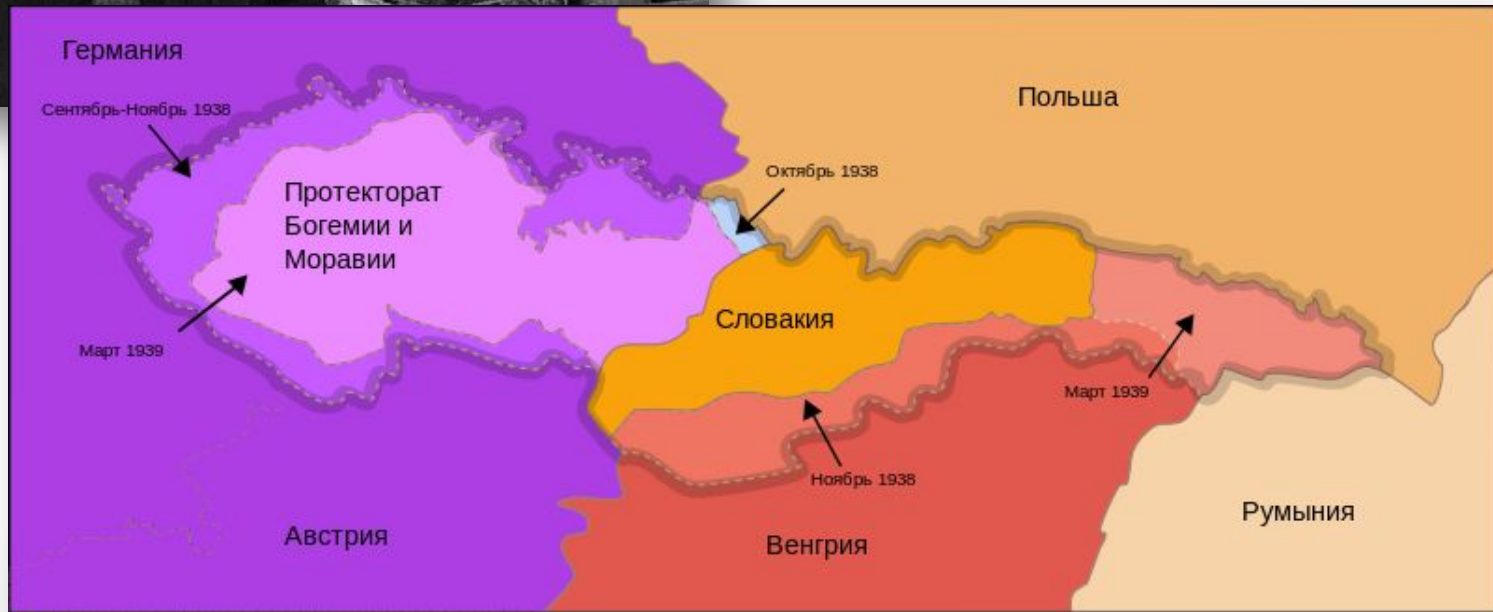 Германия
Сентябрь-Ноябрь 1938
Польша
Октябрь 1938
Протекторат
Богемии и
Моравии
Словакия
Март 1939
Март 1939
Ноябрь 1938
Австрия
Венгрия
Румыния